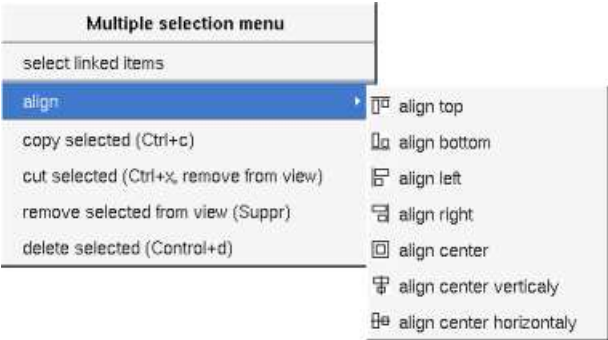 Multiple selection menu
select linked items
align
copy selected (Ctrl+c)
cut selected (Ctrl+x, remove from view)
remove selected from view (Suppr)
delete selected (Control+d)
align top
align bottom
align left
align right
align center
align center verticaly
align center horizontaly